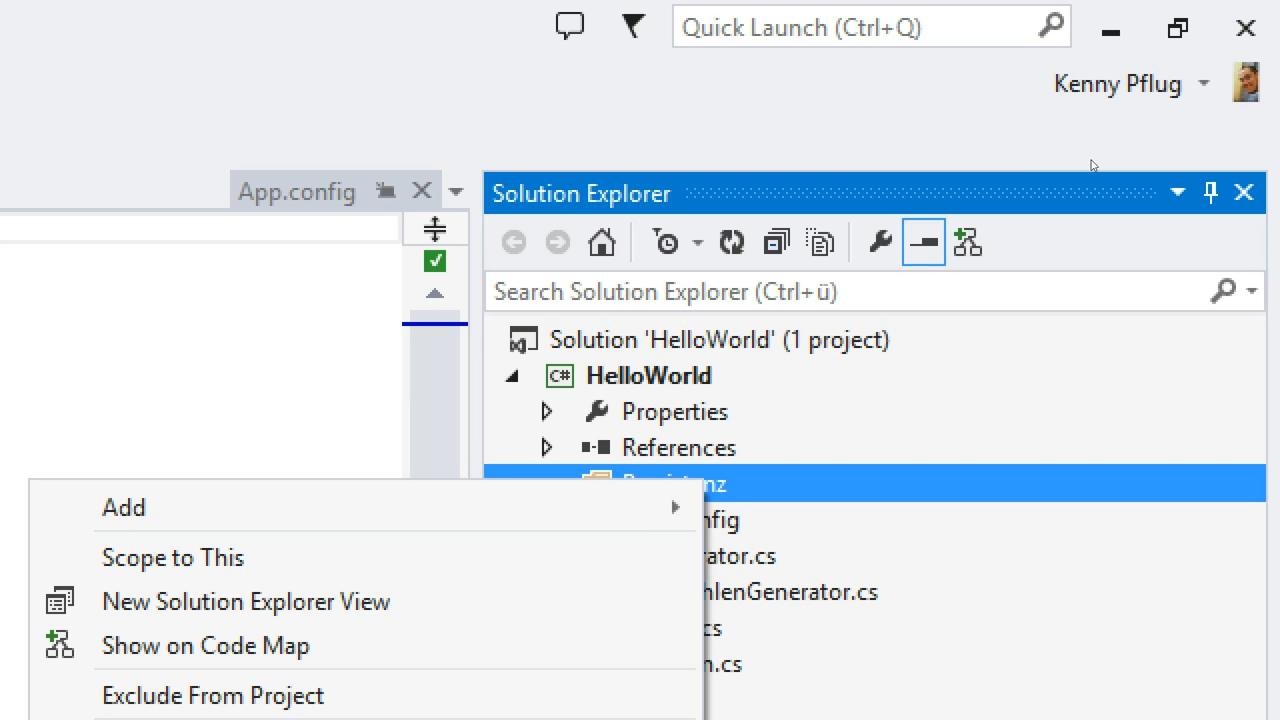 Quick Launch (Ctrl+Q)
Kenny Pflug
App.config
Solution Explorer
Search Solution Explorer (Ctrl+ü)
Solution 'HelloWorld' (1 project)
C# HelloWorld
Properties
References
nz
nfig
rator.cs
hlenGenerator.cs
cs
n.cs
Add
Scope to This
New Solution Explorer View
Show on Code Map
Exclude From Project